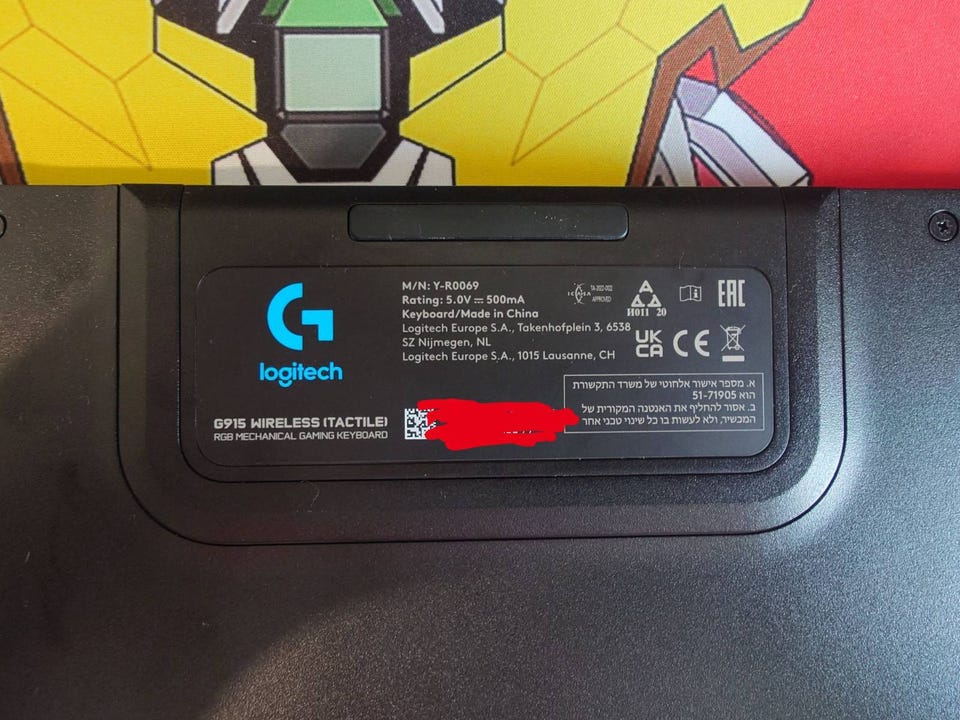 logitech
G915 WIRELESS (TACTILE)
RGB MECHANICAL GAMING KEYBOARD
M/N: Y-R0069
Rating: 5.0V ⎓ 500mA
Keyboard/Made in China
Logitech Europe S.A., Takenhofplein 3, 6538
SZ Nijmegen, NL
Logitech Europe S.A., 1015 Lausanne, CH
ICASA
APPROVED
H011 20
EAC
UK
CA
CE
א. מספר אישור אלחוטי של משרד התקשורת
הוא 51-71905
ב. אסור להחליף את האנטנה המקורית של
המכשיר, ולא לעשות בו כל שינוי טכני אחר